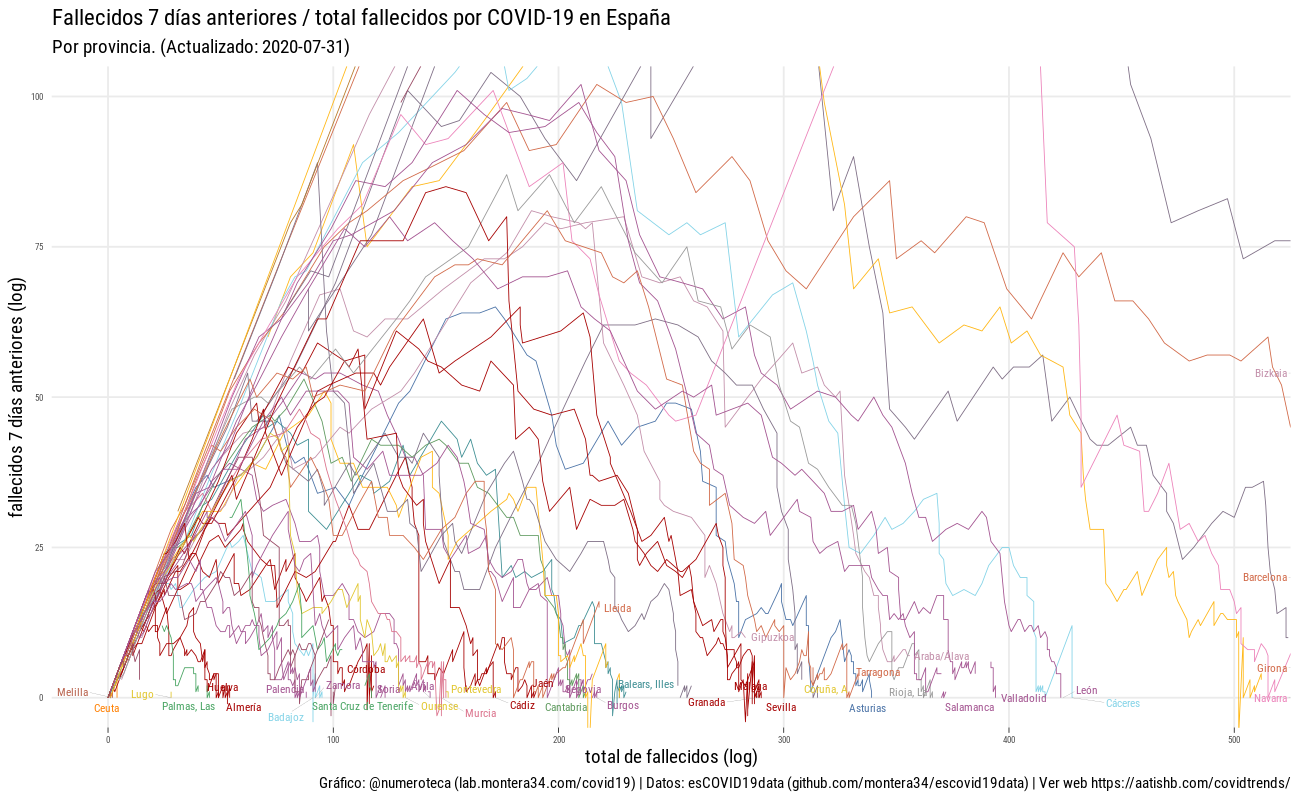 Fallecidos 7 días anteriores / total fallecidos por COVID-19 en España
Por provincia. (Actualizado: 2020-07-31)
fallecidos 7 días anteriores (log)
100
75
50
25
0
Bizkaia
Barcelona
Lleida
Gipuzkoa
Araba/Álava
Girona
Tarragona
Córdoba
Jaén
Balears, Illes
Melilla
Lugo
Huelva
Palencia
Zamora
Soria
Pontevedra
Segovia
Málaga
Coruña, A
Rioja, La
León
Valladolid
Navarra
Ceuta
Palmas, Las
Almería
Santa Cruz de Tenerife
Ourense
Cádiz
Cantabria
Burgos
Granada
Sevilla
Asturias
Salamanca
Cáceres
Badajoz
Murcia
0
100
200
300
400
500
total de fallecidos (log)
Gráfico: @numeroteca (lab.montera34.com/covid19) | Datos: esCOVID19data (github.com/montera34/escovid19data) | Ver web https://aatishb.com/covidtrends/